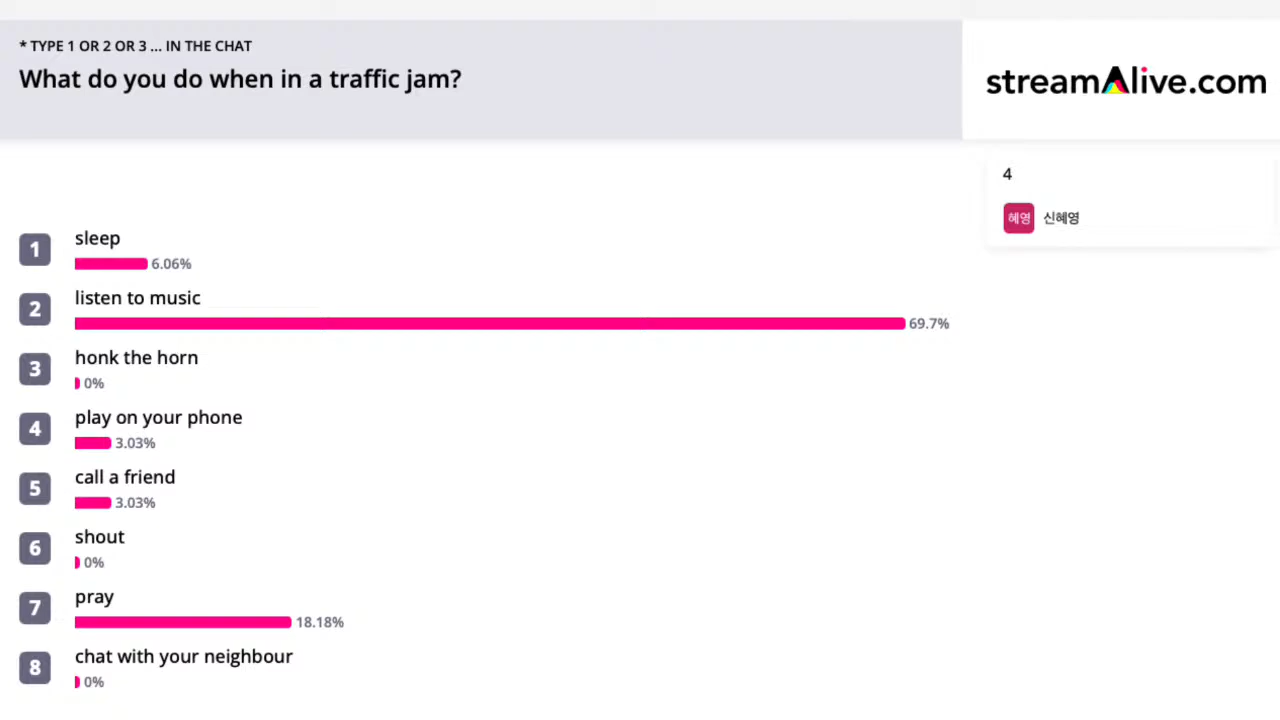 * TYPE 1 OR 2 OR 3 ... IN THE CHAT
What do you do when in a traffic jam?
streamAlive.com
4
혜영 신혜영
1 sleep
6.06%
2 listen to music
69.7%
3 honk the horn
0%
4 play on your phone
3.03%
5 call a friend
3.03%
6 shout
0%
7 pray
18.18%
8 chat with your neighbour
0%